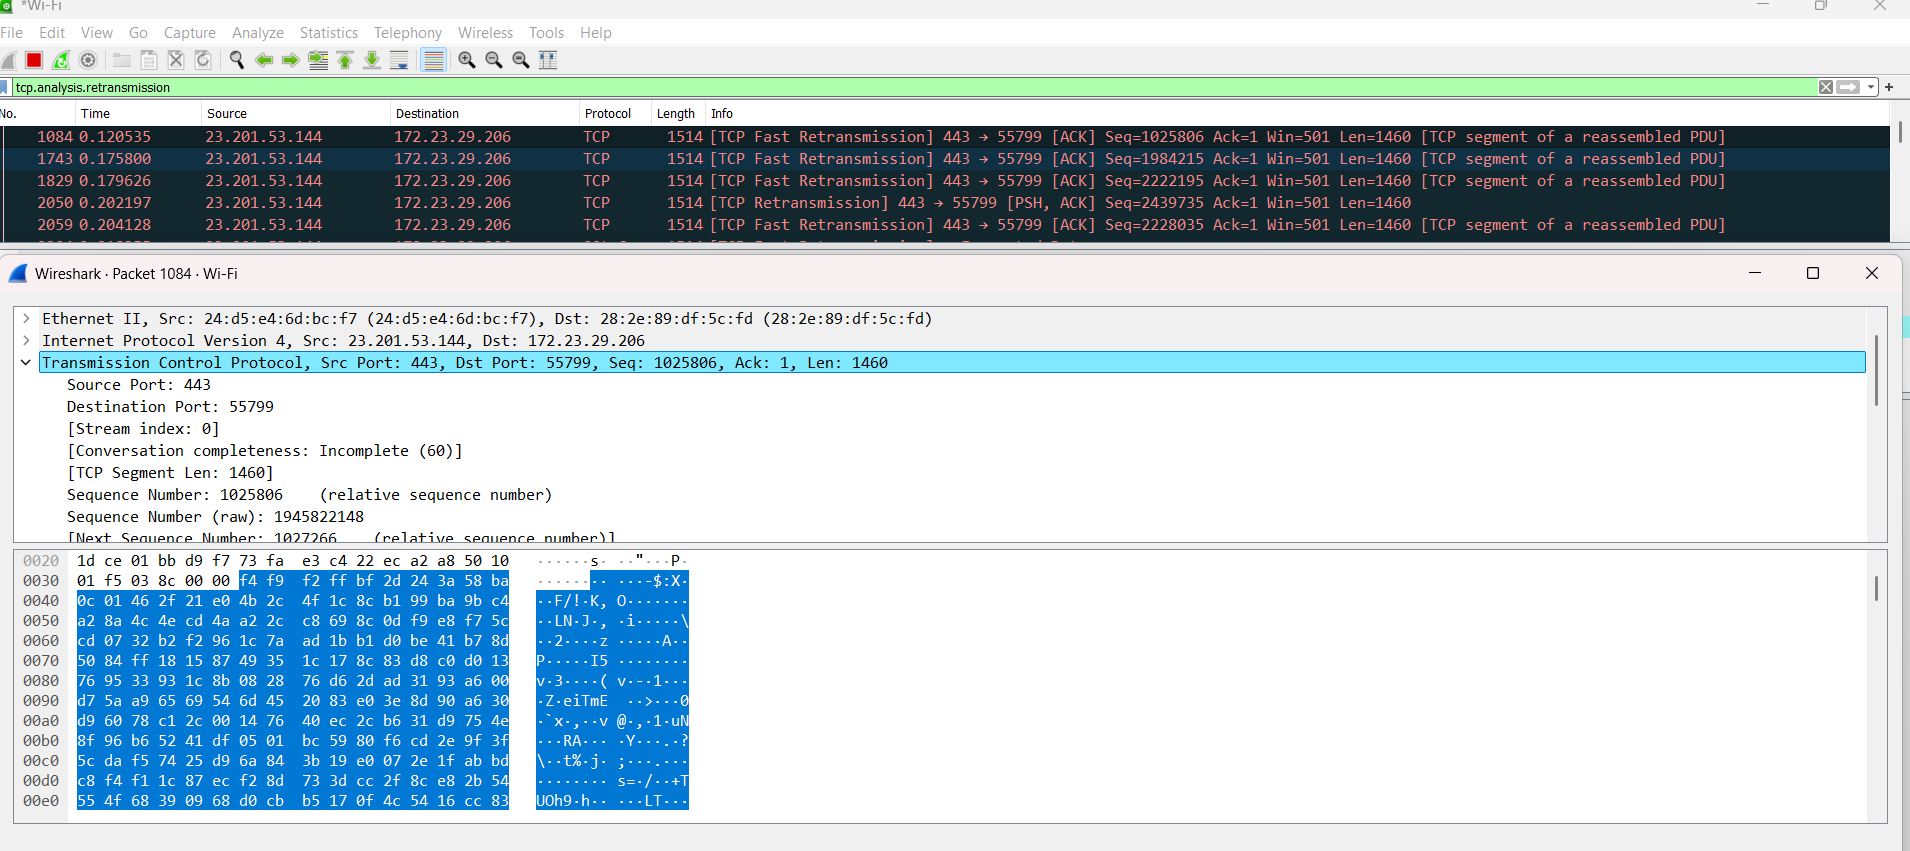 *Wi-Fi
File Edit View Go Capture Analyze Statistics Telephony Wireless Tools Help
tcp.analysis.retransmission
No. Time Source Destination Protocol Length Info
1084 0.120535 23.201.53.144 172.23.29.206 TCP 1514 [TCP Fast Retransmission] 443 → 55799 [ACK] Seq=1025806 Ack=1 Win=501 Len=1460 [TCP segment of a reassembled PDU]
1743 0.175800 23.201.53.144 172.23.29.206 TCP 1514 [TCP Fast Retransmission] 443 → 55799 [ACK] Seq=1984215 Ack=1 Win=501 Len=1460 [TCP segment of a reassembled PDU]
1829 0.179626 23.201.53.144 172.23.29.206 TCP 1514 [TCP Fast Retransmission] 443 → 55799 [ACK] Seq=2222195 Ack=1 Win=501 Len=1460 [TCP segment of a reassembled PDU]
2050 0.202197 23.201.53.144 172.23.29.206 TCP 1514 [TCP Retransmission] 443 → 55799 [PSH, ACK] Seq=2439735 Ack=1 Win=501 Len=1460
2059 0.204128 23.201.53.144 172.23.29.206 TCP 1514 [TCP Fast Retransmission] 443 → 55799 [ACK] Seq=2228035 Ack=1 Win=501 Len=1460 [TCP segment of a reassembled PDU]
Wireshark · Packet 1084 · Wi-Fi
Ethernet II, Src: 24:d5:e4:6d:bc:f7 (24:d5:e4:6d:bc:f7), Dst: 28:2e:89:df:5c:fd (28:2e:89:df:5c:fd)
Internet Protocol Version 4, Src: 23.201.53.144, Dst: 172.23.29.206
Transmission Control Protocol, Src Port: 443, Dst Port: 55799, Seq: 1025806, Ack: 1, Len: 1460
Source Port: 443
Destination Port: 55799
[Stream index: 0]
[Conversation completeness: Incomplete (60)]
[TCP Segment Len: 1460]
Sequence Number: 1025806 (relative sequence number)
Sequence Number (raw): 1945822148
[Next Sequence Number: 1027266 (relative sequence number)]
0020 1d ce 01 bb d9 f7 73 fa e3 c4 22 ec a2 a8 50 10 ······s· ··"···P·
0030 01 f5 03 8c 00 00 f4 f9 f2 ff bf 2d 24 3a 58 ba ········ ···-$:X·
0040 0c 01 46 2f 21 e0 4b 2c 4f 1c 8c b1 99 ba 9b c4 ··F/!·K, O·······
0050 a2 8a 4c 4e cd 4a a2 2c c8 69 8c 0d f9 e8 f7 5c ··LN·J·, ·i·····\
0060 cd 07 32 b2 f2 96 1c 7a ad 1b b1 d0 be 41 b7 8d ··2····z ·····A··
0070 50 84 ff 18 15 87 49 35 1c 17 8c 83 d8 c0 d0 13 P·····I5 ········
0080 76 95 33 93 1c 8b 08 28 76 d6 2d ad 31 93 a6 00 v·3····( v·-·1···
0090 d7 5a a9 65 69 54 6d 45 20 83 e0 3e 8d 90 a6 30 ·Z·eiTmE ··>···0
00a0 d9 60 78 c1 2c 00 14 76 40 ec 2c b6 31 d9 75 4e ·`x·,··v @·,·1·uN
00b0 8f 96 b6 52 41 df 05 01 bc 59 80 f6 cd 2e 9f 3f ···RA··· ·Y···.·?
00c0 5c da f5 74 25 d6 6a 84 3b 19 e0 07 2e 1f ab bd \··t%·j· ;···.···
00d0 c8 f4 f1 1c 87 ec f2 8d 73 3d cc 2f 8c e8 2b 54 ········ s=·/··+T
00e0 55 4f 68 39 09 68 d0 cb b5 17 0f 4c 54 16 cc 83 UOh9·h·· ···LT···